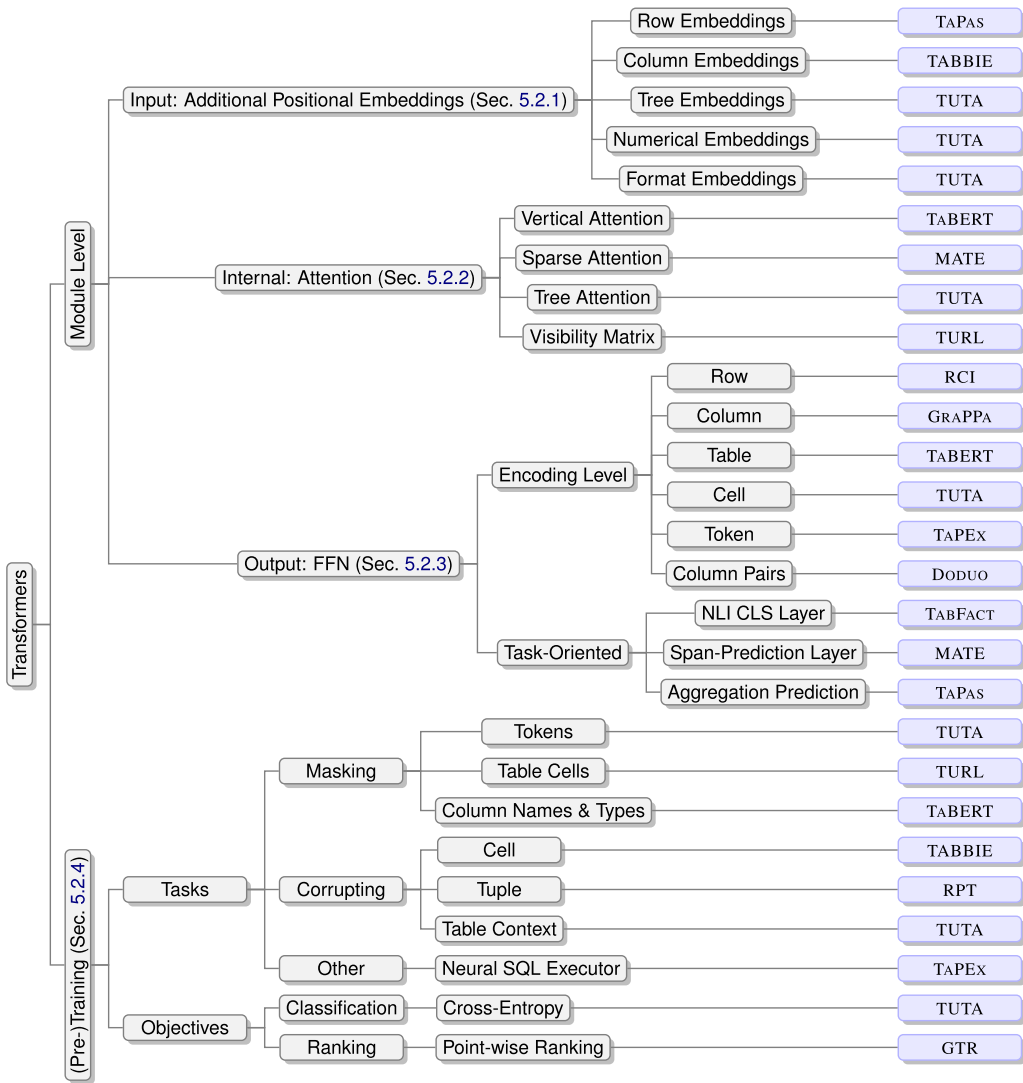 Row Embeddings
TAPAS
Column Embeddings
TABBIE
Input: Additional Positional Embeddings (Sec. 5.2.1)
Tree Embeddings
TUTA
Numerical Embeddings
TUTA
Format Embeddings
TUTA
Module Level
Vertical Attention
TABERT
Internal: Attention (Sec. 5.2.2)
Sparse Attention
MATE
Tree Attention
TUTA
Visibility Matrix
TURL
Row
RCI
Column
GRAPPA
Encoding Level
Table
TABERT
Cell
TUTA
Token
TAPEX
Output: FFN (Sec. 5.2.3)
Column Pairs
DODUO
Transformers
NLI CLS Layer
TABFACT
Task-Oriented
Span-Prediction Layer
MATE
Aggregation Prediction
TAPAS
Tokens
TUTA
Masking
Table Cells
TURL
Column Names & Types
TABERT
(Pre-)Training (Sec. 5.2.4)
Cell
TABBIE
Tasks
Corrupting
Tuple
RPT
Table Context
TUTA
Other
Neural SQL Executor
TAPEX
Objectives
Classification
Cross-Entropy
TUTA
Ranking
Point-wise Ranking
GTR